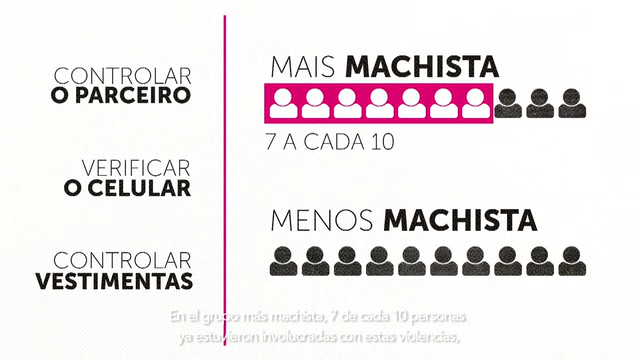 CONTROLAR
O PARCEIRO
VERIFICAR
O CELULAR
CONTROLAR
VESTIMENTAS
MAIS MACHISTA
7 A CADA 10
MENOS MACHISTA
En el grupo más machista, 7 de cada 10 personas
ya estuvieron involucradas con estas violencias,